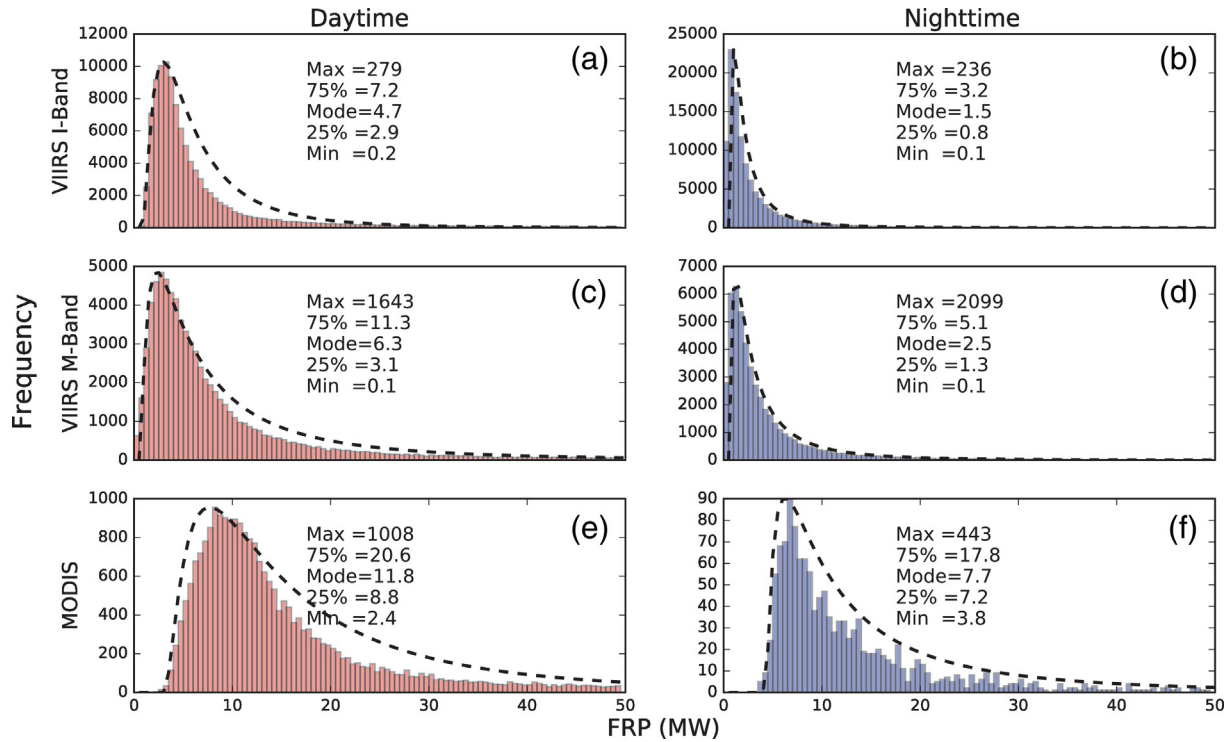 Daytime
Nighttime
Frequency
VIIRS I-Band
12000
10000
8000
6000
4000
2000
0
(a)
Max =279
75% =7.2
Mode=4.7
25% =2.9
Min =0.2
25000
20000
15000
10000
5000
0
(b)
Max =236
75% =3.2
Mode=1.5
25% =0.8
Min =0.1
VIIRS M-Band
5000
4000
3000
2000
1000
0
(c)
Max =1643
75% =11.3
Mode=6.3
25% =3.1
Min =0.1
7000
6000
5000
4000
3000
2000
1000
0
(d)
Max =2099
75% =5.1
Mode=2.5
25% =1.3
Min =0.1
MODIS
1000
800
600
400
200
0
(e)
Max =1008
75% =20.6
Mode=11.8
25% =8.8
Min =2.4
0 10 20 30 40 50
90
80
70
60
50
40
30
20
10
0
(f)
Max =443
75% =17.8
Mode=7.7
25% =7.2
Min =3.8
0 10 20 30 40 50
FRP (MW)